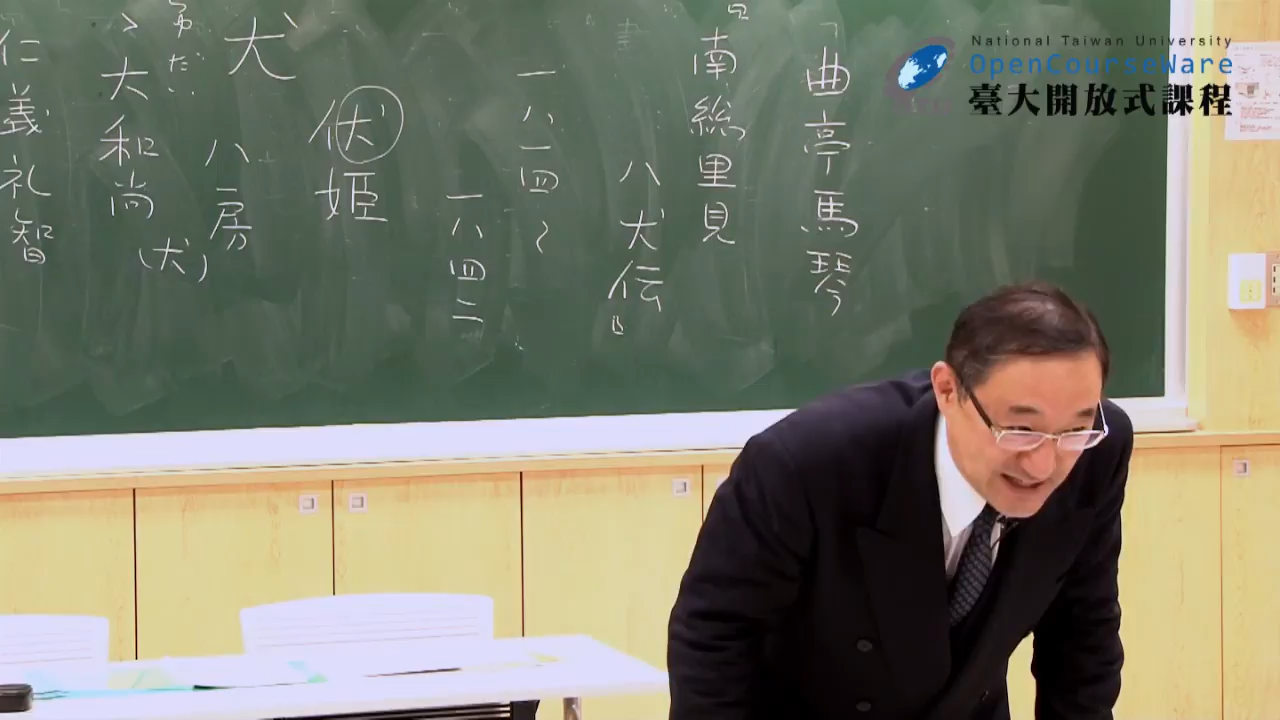 National Taiwan University
OpenCourseWare
臺大開放式課程
曲亭馬琴
南総里見
八犬伝』
一八一四〜
一八四二
伏姫
犬
八房
(犬)
ゝ大和尚
仁義礼智